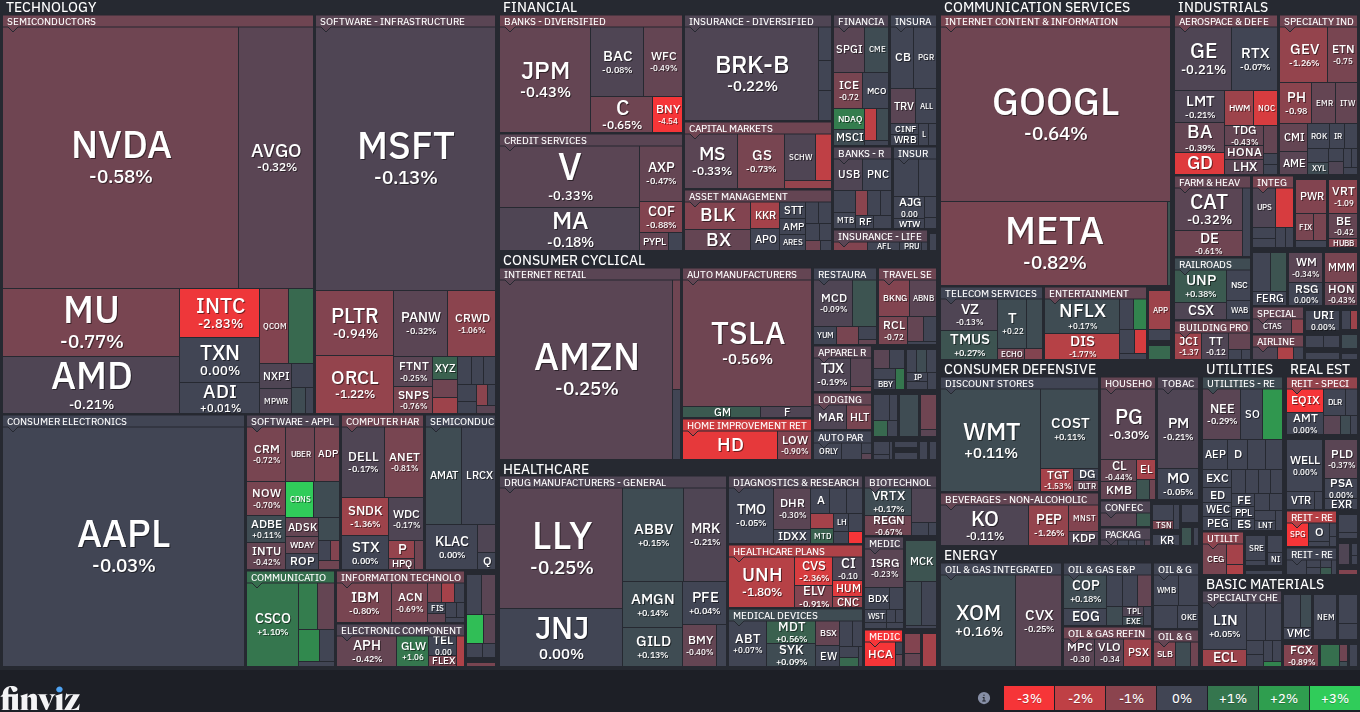 TECHNOLOGY
SEMICONDUCTORS
NVDA
-0.58%
AVGO
-0.32%
MU
-0.77%
AMD
-0.21%
INTC
-2.83%
TXN
0.00%
ADI
+0.01%
QCOM
NXPI
MPWR
SOFTWARE - INFRASTRUCTURE
MSFT
-0.13%
PLTR
-0.94%
PANW
-0.32%
CRWD
-1.06%
ORCL
-1.22%
FTNT
-0.25%
XYZ
SNPS
-0.76%
CONSUMER ELECTRONICS
AAPL
-0.03%
SOFTWARE - APPL
CRM
-0.72%
UBER
ADP
NOW
-0.70%
CDNS
ADBE
+0.11%
ADSK
INTU
-0.42%
WDAY
ROP
COMPUTER HAR
DELL
-0.17%
ANET
-0.81%
SNDK
-1.36%
WDC
-0.17%
STX
0.00%
P
HPQ
SEMICONDUC
AMAT
LRCX
KLAC
0.00%
Q
COMMUNICATIO
CSCO
+1.10%
INFORMATION TECHNOLO
IBM
-0.80%
ACN
-0.69%
FIS
ELECTRONIC COMPONENT
APH
-0.42%
GLW
+1.06
TEL
0.00
FLEX
FINANCIAL
BANKS - DIVERSIFIED
JPM
-0.43%
BAC
-0.08%
WFC
-0.49%
C
-0.65%
BNY
-4.54
CREDIT SERVICES
V
-0.33%
MA
-0.18%
AXP
-0.47%
COF
-0.88%
PYPL
INSURANCE - DIVERSIFIED
BRK-B
-0.22%
CAPITAL MARKETS
MS
-0.33%
GS
-0.73%
SCHW
ASSET MANAGEMENT
BLK
KKR
STT
BX
APO
AMP
ARES
FINANCIA
SPGI
CME
ICE
-0.72
MCO
NDAQ
MSCI
INSURA
CB
PGR
TRV
ALL
CINF
WRB
L
BANKS - R
USB
PNC
MTB
RF
INSUR
AJG
0.00
WTW
INSURANCE - LIFE
AFL
PRU
CONSUMER CYCLICAL
INTERNET RETAIL
AMZN
-0.25%
AUTO MANUFACTURERS
TSLA
-0.56%
GM
F
HOME IMPROVEMENT RET
HD
LOW
-0.90%
RESTAURA
MCD
-0.09%
YUM
TRAVEL SE
BKNG
ABNB
RCL
-0.72
APPAREL R
TJX
-0.19%
BBY
IP
LODGING
MAR
HLT
AUTO PAR
ORLY
HEALTHCARE
DRUG MANUFACTURERS - GENERAL
LLY
-0.25%
JNJ
0.00%
ABBV
+0.15%
MRK
-0.21%
AMGN
+0.14%
PFE
+0.04%
GILD
+0.13%
BMY
-0.40%
DIAGNOSTICS & RESEARCH
TMO
-0.05%
DHR
-0.30%
A
LH
IDXX
MTD
HEALTHCARE PLANS
UNH
-1.80%
CVS
-2.36%
CI
-0.10
ELV
-0.91%
HUM
CNC
MEDICAL DEVICES
ABT
+0.07%
MDT
+0.56%
BSX
SYK
+0.09%
EW
BIOTECHNOL
VRTX
+0.17%
REGN
-0.67%
MEDIC
ISRG
-0.23%
BDX
WST
MCK
MEDIC
HCA
COMMUNICATION SERVICES
INTERNET CONTENT & INFORMATION
GOOGL
-0.64%
META
-0.82%
TELECOM SERVICES
VZ
-0.13%
T
+0.22
TMUS
+0.27%
ECHO
ENTERTAINMENT
NFLX
+0.17%
DIS
-1.77%
APP
INDUSTRIALS
AEROSPACE & DEFE
GE
-0.21%
RTX
-0.07%
LMT
-0.21%
HWM
NOC
BA
-0.39%
TDG
-0.43%
GD
HONA
LHX
SPECIALTY IND
GEV
-1.26%
ETN
-0.75
PH
-0.98
EMR
ITW
CMI
ROK
IR
AME
XYL
FARM & HEAV
CAT
-0.32%
DE
-0.61%
INTEG
UPS
PWR
FIX
VRT
-1.09
BE
-0.42
HUBB
RAILROADS
UNP
+0.38%
NSC
CSX
WAB
FERG
WM
-0.34%
RSG
0.00%
MMM
HON
-0.43%
BUILDING PRO
JCI
-1.37
TT
-0.12
SPECIAL
CTAS
URI
0.00%
AIRLINE
CONSUMER DEFENSIVE
DISCOUNT STORES
WMT
+0.11%
COST
+0.11%
TGT
-1.53%
DG
DLTR
BEVERAGES - NON-ALCOHOLIC
KO
-0.11%
PEP
-1.26%
MNST
KDP
HOUSEHO
PG
-0.30%
CL
-0.44%
EL
KMB
TOBAC
PM
-0.21%
MO
-0.05%
CONFEC
PACKAG
TSN
KR
ENERGY
OIL & GAS INTEGRATED
XOM
+0.16%
CVX
-0.25%
OIL & GAS E&P
COP
+0.18%
EOG
TPL
EXE
OIL & G
WMB
OKE
OIL & GAS REFIN
MPC
-0.30
VLO
-0.34
PSX
OIL & G
SLB
UTILITIES
UTILITIES - RE
NEE
-0.29%
SO
AEP
D
EXC
ED
FE
WEC
PPL
PEG
ES
LNT
UTILIT
CEG
SRE
NI
REAL EST
REIT - SPECI
EQIX
DLR
AMT
0.00%
WELL
0.00%
PLD
-0.37%
PSA
0.00%
VTR
EXR
REIT - RE
SPG
O
REIT - RE
BASIC MATERIALS
SPECIALTY CHE
LIN
+0.05%
ECL
VMC
NEM
FCX
-0.89%
finviz
-3%
-2%
-1%
0%
+1%
+2%
+3%